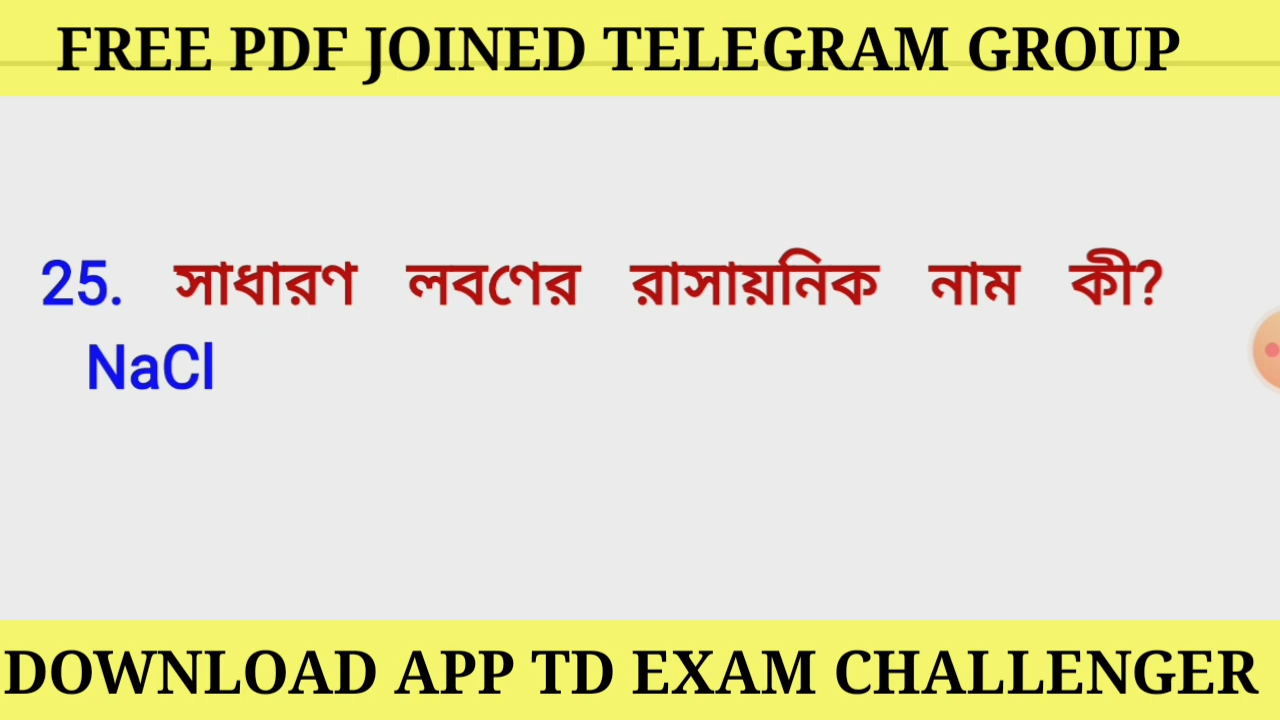 FREE PDF JOINED TELEGRAM GROUP
25. সাধারণ লবণের রাসায়নিক নাম কী?
NaCl
DOWNLOAD APP TD EXAM CHALLENGER